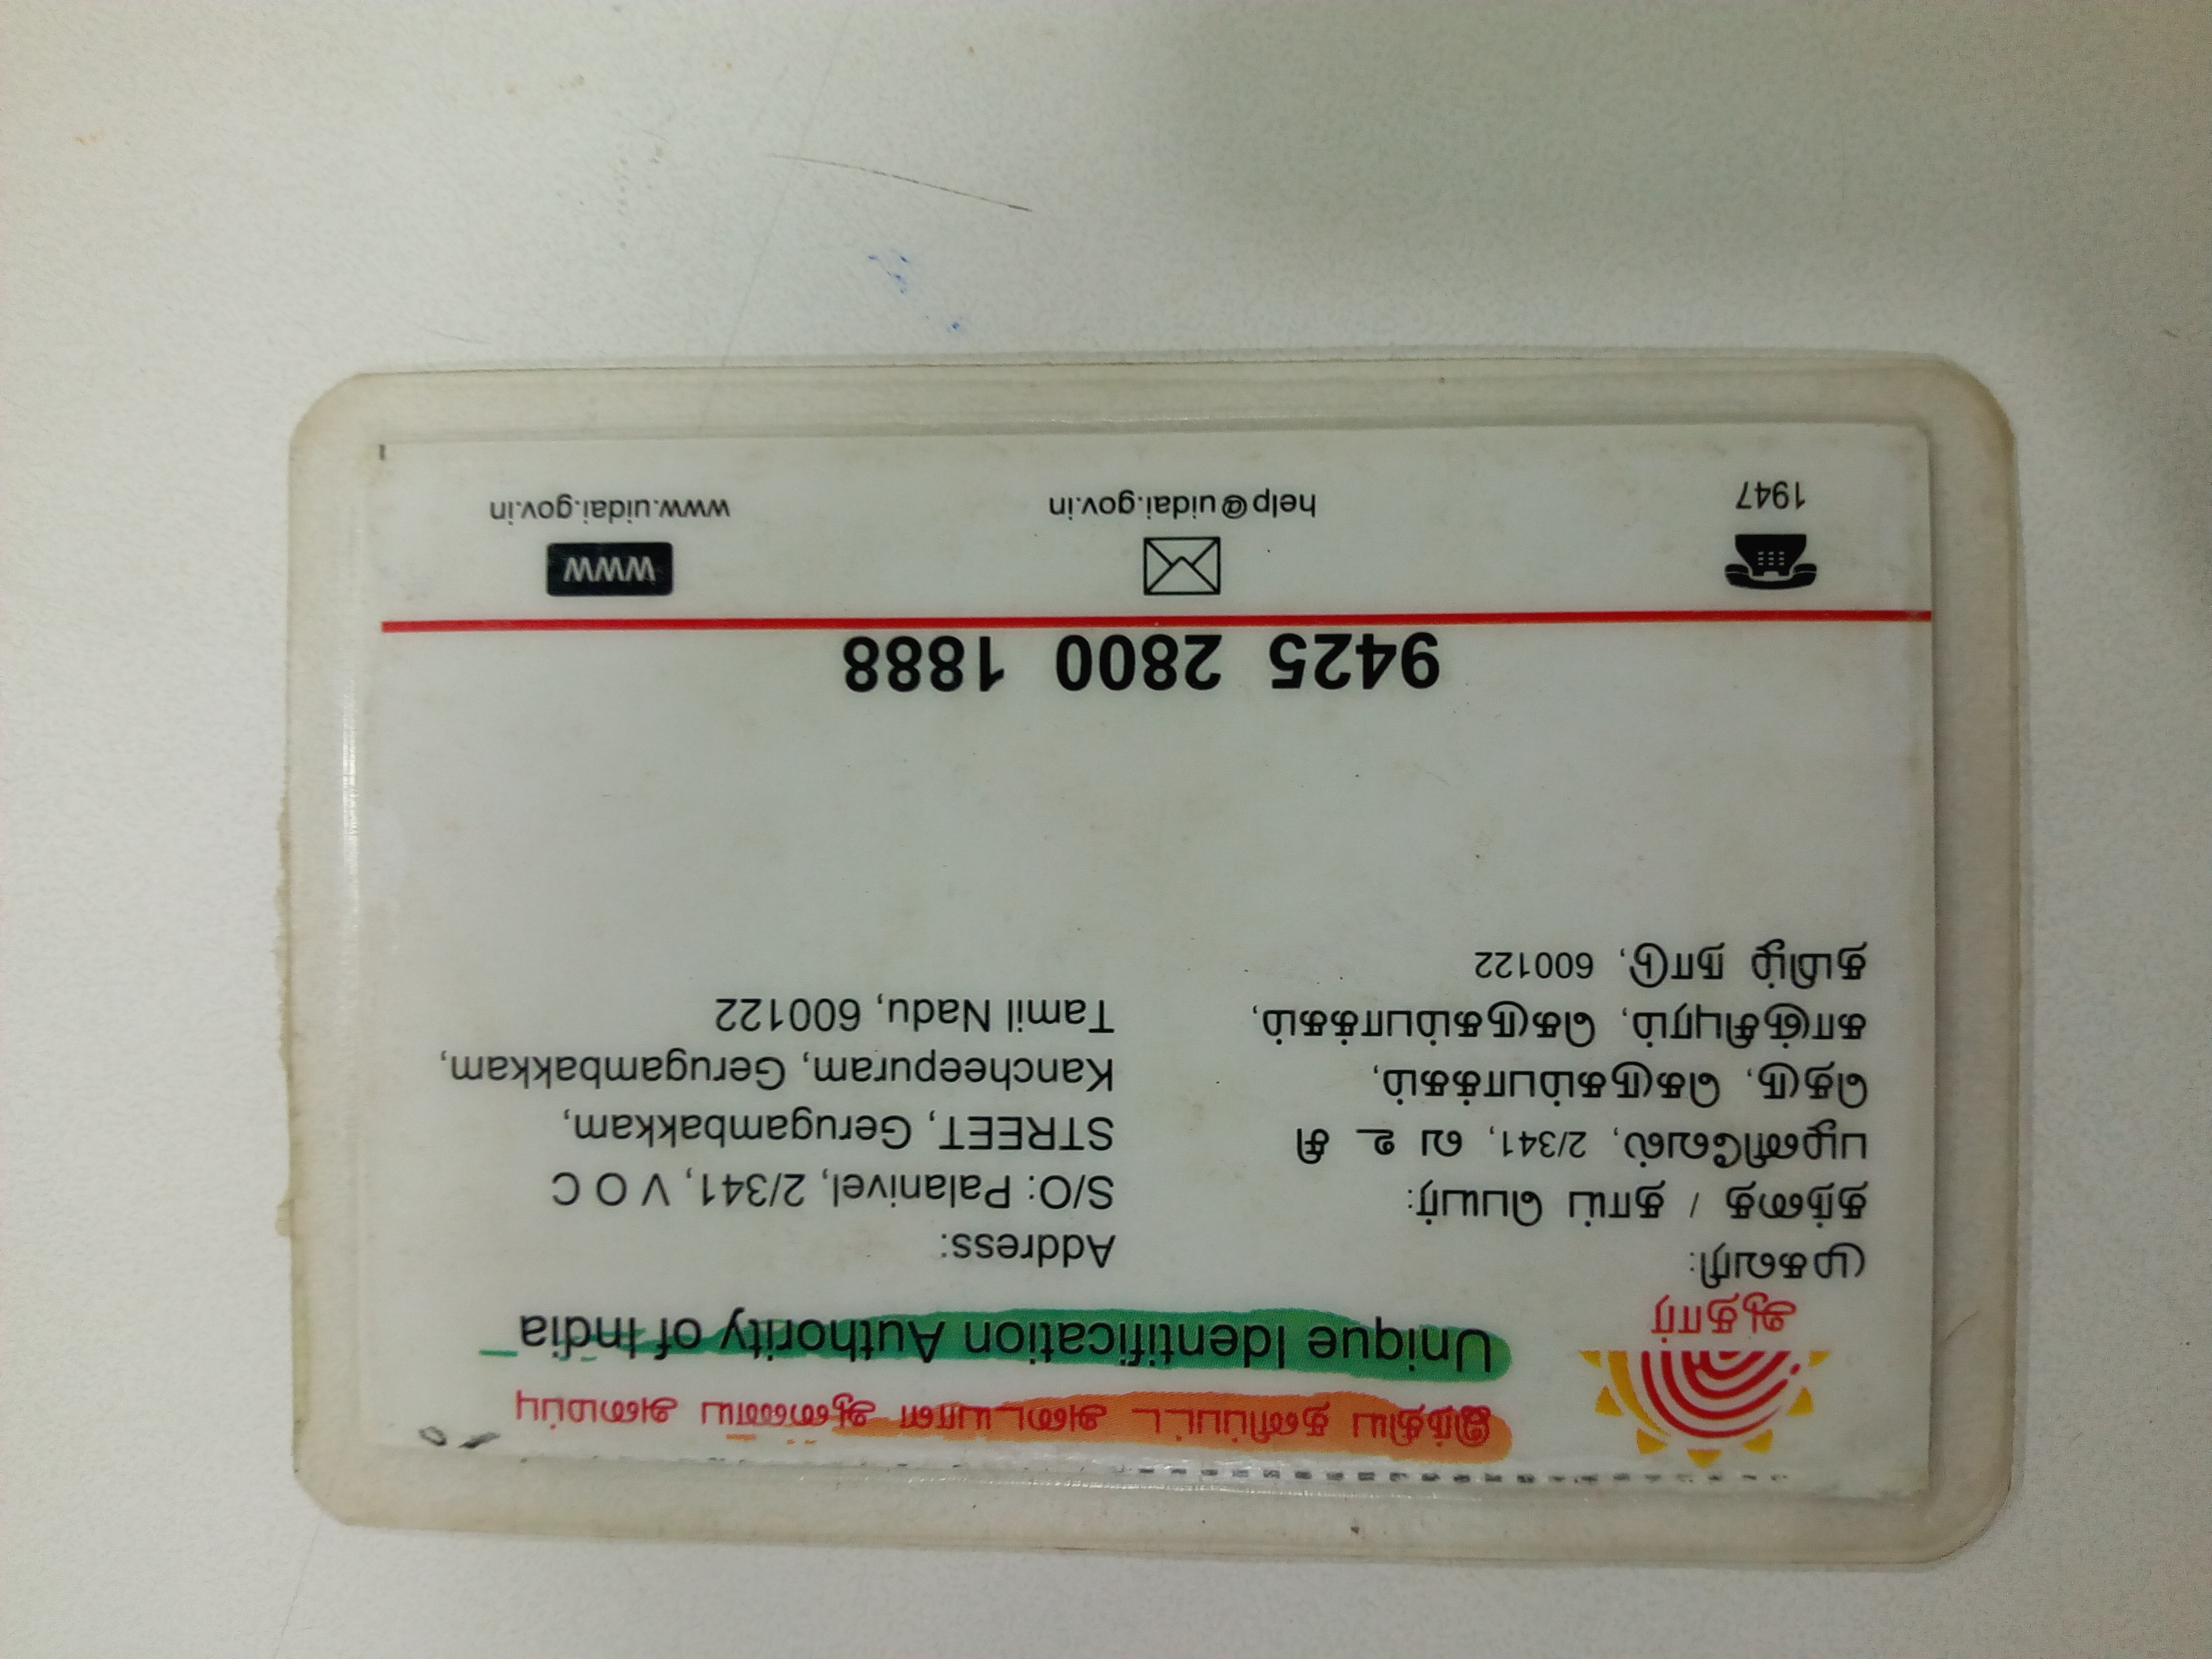 இந்திய தனிப்பட்ட அடையாள ஆணைய அமைப்பு
Unique Identification Authority of India
ஆதார்
முகவரி:
தந்தை / தாய் பெயர்:
பழனிவேல், 2/341, வ உ சி
தெரு, கெருகம்பாக்கம்,
காஞ்சிபுரம், கெருகம்பாக்கம்,
தமிழ் நாடு, 600122
Address:
S/O: Palanivel, 2/341, V O C
STREET, Gerugambakkam,
Kancheepuram, Gerugambakkam,
Tamil Nadu, 600122
9425 2800 1888
1947
help@uidai.gov.in
WWW
www.uidai.gov.in